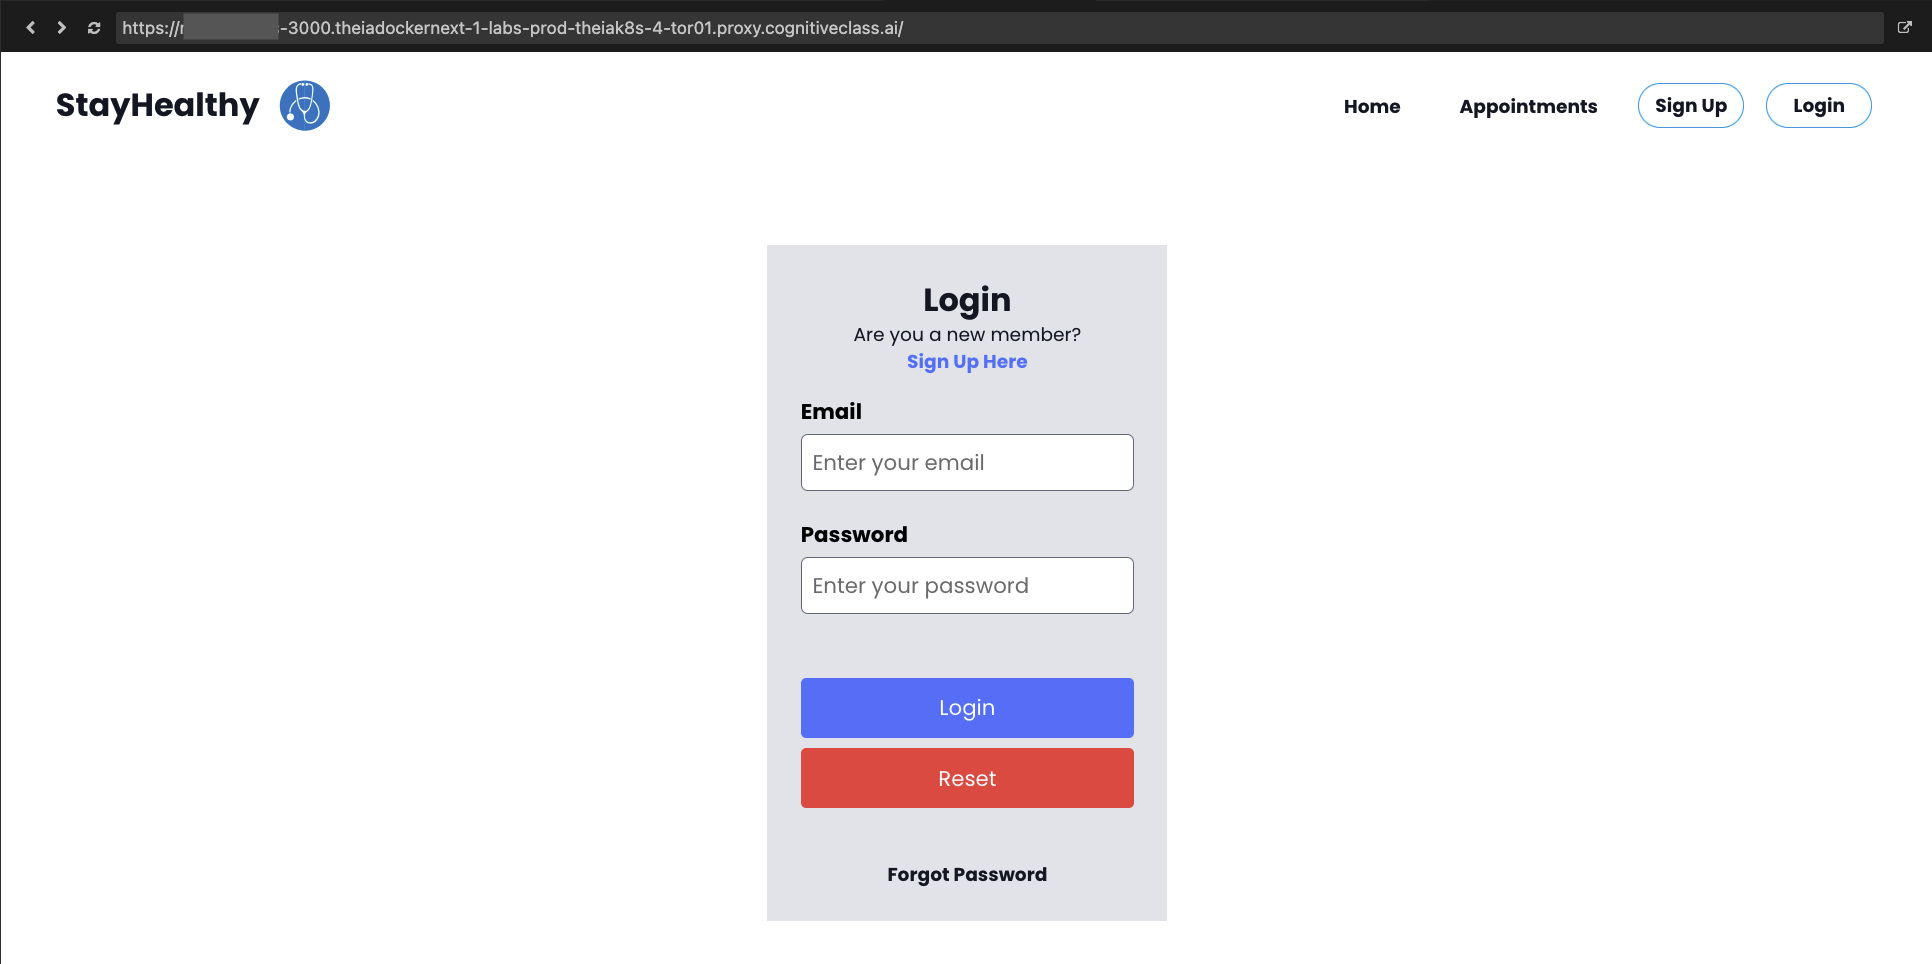 https://-3000.theiadockernext-1-labs-prod-theiak8s-4-tor01.proxy.cognitiveclass.ai/
StayHealthy
Home Appointments Sign Up Login
Login
Are you a new member?
Sign Up Here
Email
Enter your email
Password
Enter your password
Login
Reset
Forgot Password